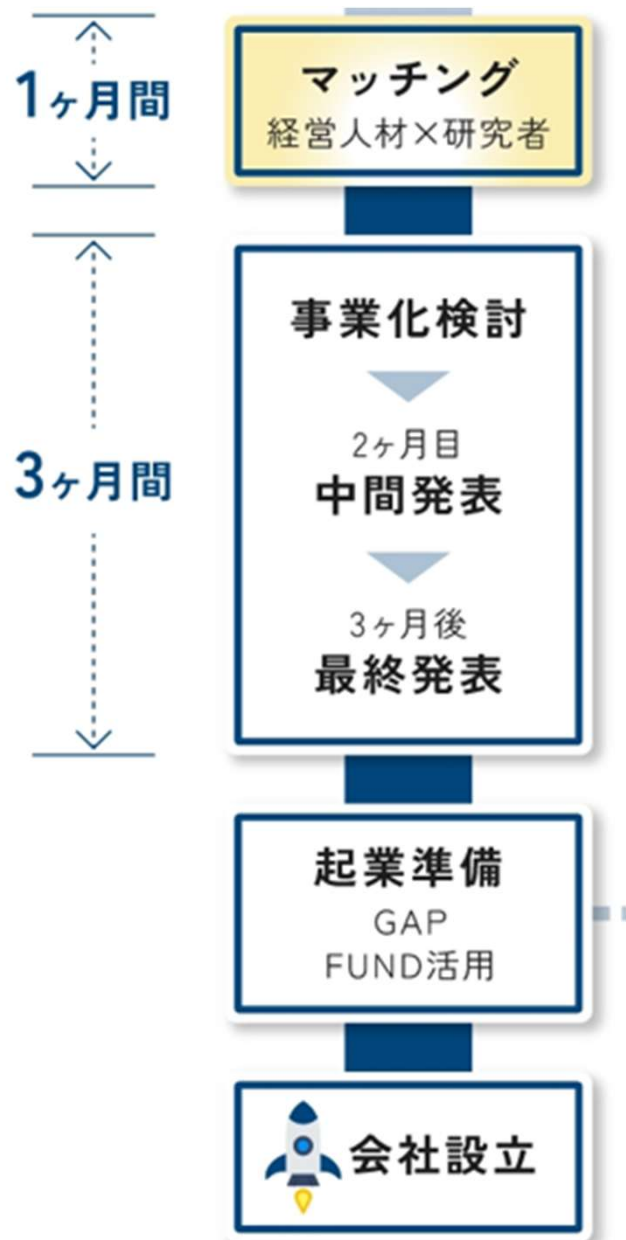 1ヶ月間
マッチング
経営人材×研究者
3ヶ月間
事業化検討
2ヶ月目
中間発表
3ヶ月後
最終発表
起業準備
GAP
FUND活用
会社設立